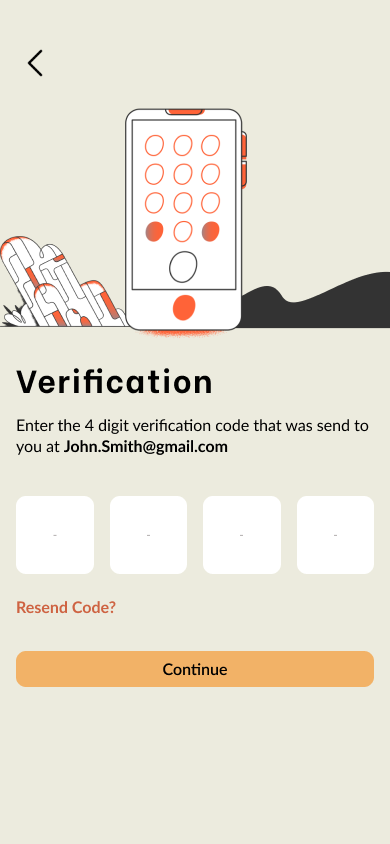 Verification
Enter the 4 digit verification code that was send to
you at John.Smith@gmail.com
- - - -
Resend Code?
Continue